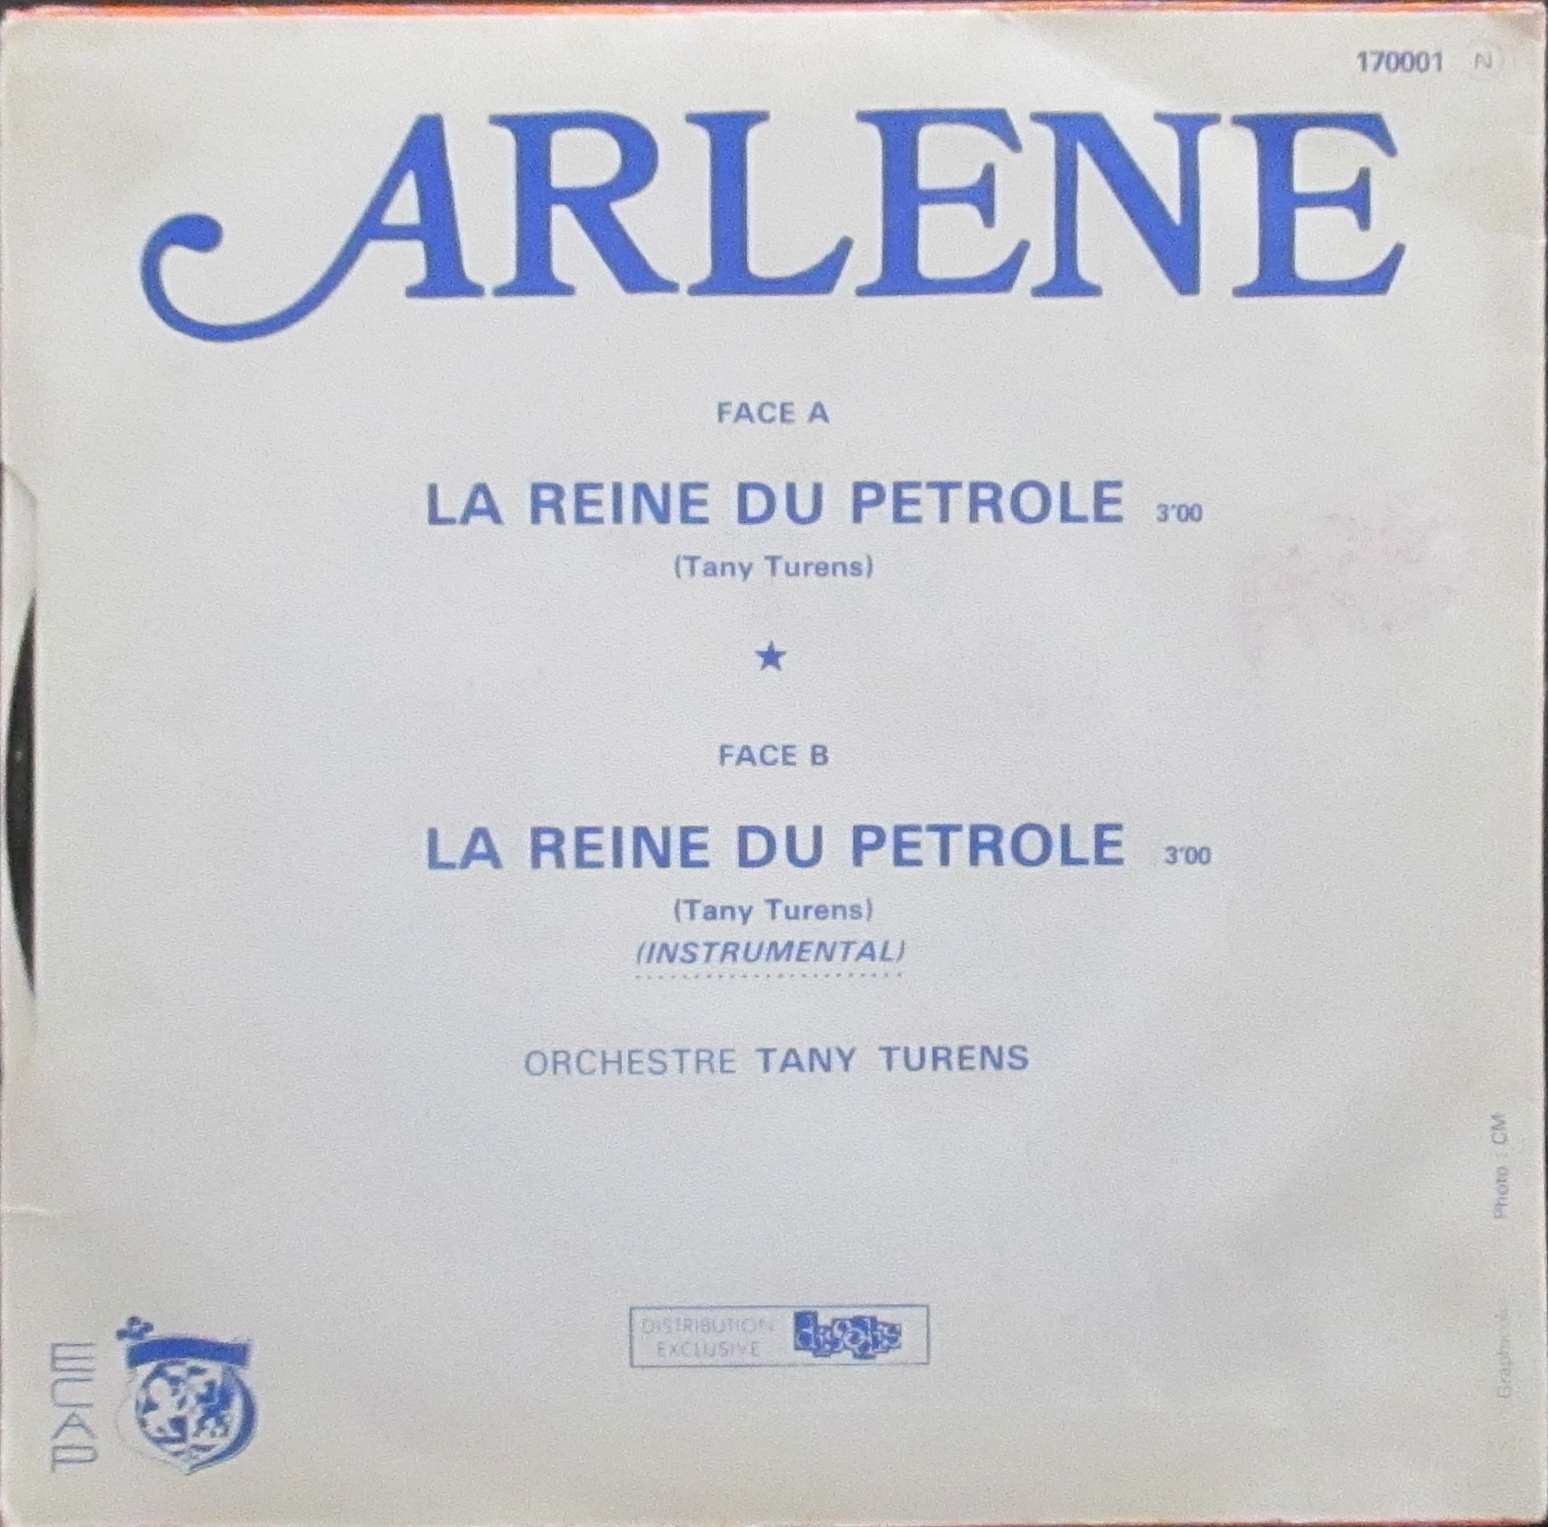 170001 N
ARLENE
FACE A
LA REINE DU PETROLE 3'00
(Tany Turens)
★
FACE B
LA REINE DU PETROLE 3'00
(Tany Turens)
(INSTRUMENTAL)
ORCHESTRE TANY TURENS
Photo : CM
DISTRIBUTION
EXCLUSIVE
ECAP